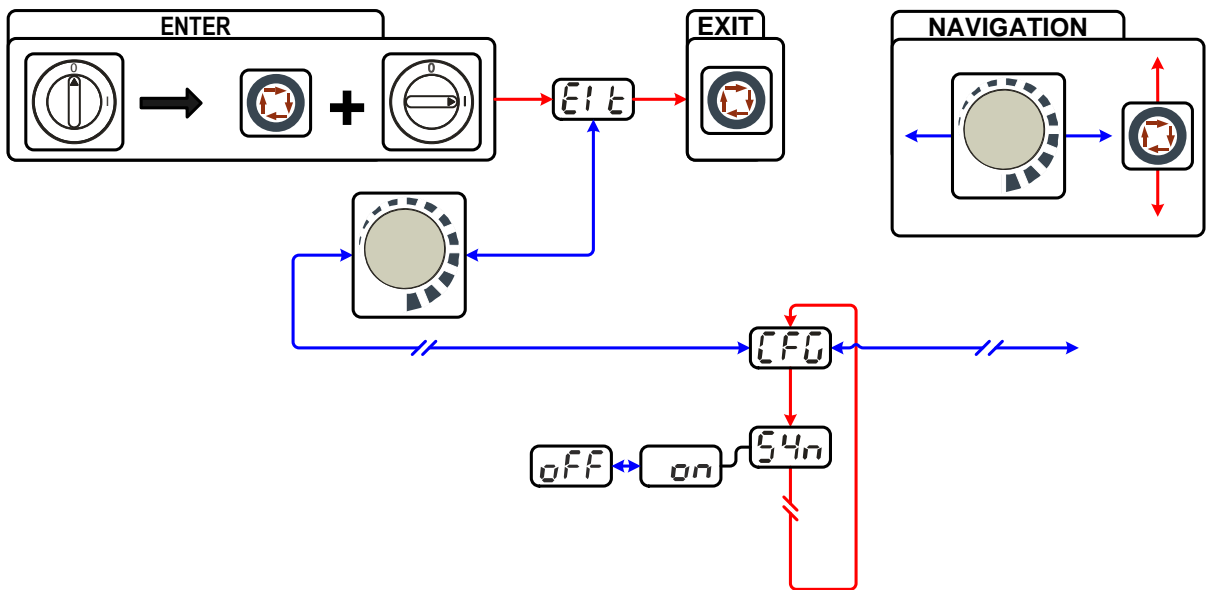 ENTER
EXIT
NAVIGATION
0
I
0
I
EIt
CFG
SYn
oFF
on